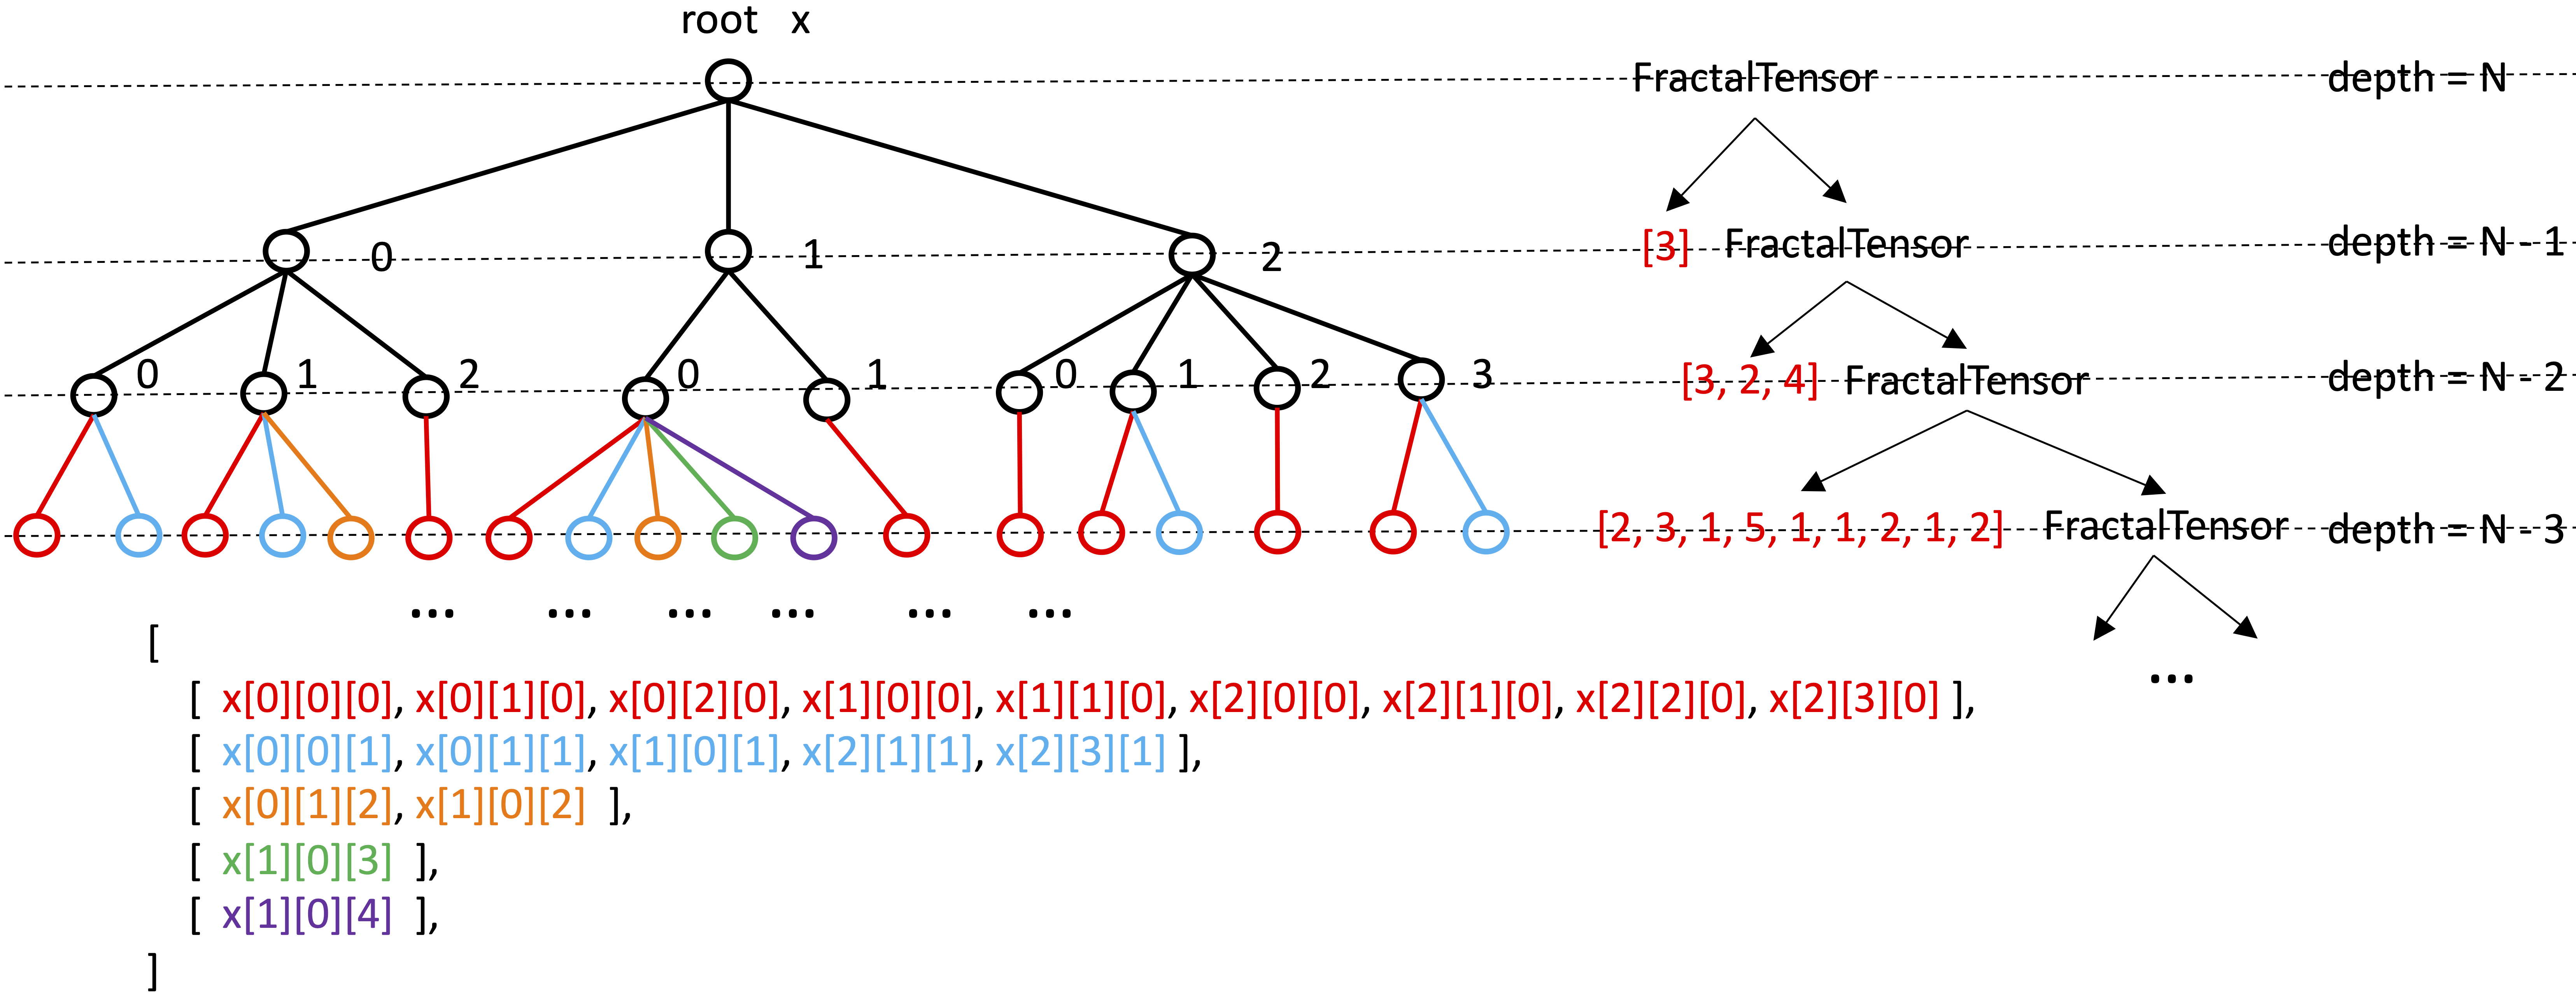 root x
FractalTensor depth = N
0 1 2 [3] FractalTensor depth = N - 1
0 1 2 0 1 0 1 2 3 [3, 2, 4] FractalTensor depth = N - 2
[2, 3, 1, 5, 1, 1, 2, 1, 2] FractalTensor depth = N - 3
... ... ... ... ... ...
[
[ x[0][0][0], x[0][1][0], x[0][2][0], x[1][0][0], x[1][1][0], x[2][0][0], x[2][1][0], x[2][2][0], x[2][3][0] ], ...
[ x[0][0][1], x[0][1][1], x[1][0][1], x[2][1][1], x[2][3][1] ],
[ x[0][1][2], x[1][0][2] ],
[ x[1][0][3] ],
[ x[1][0][4] ],
]